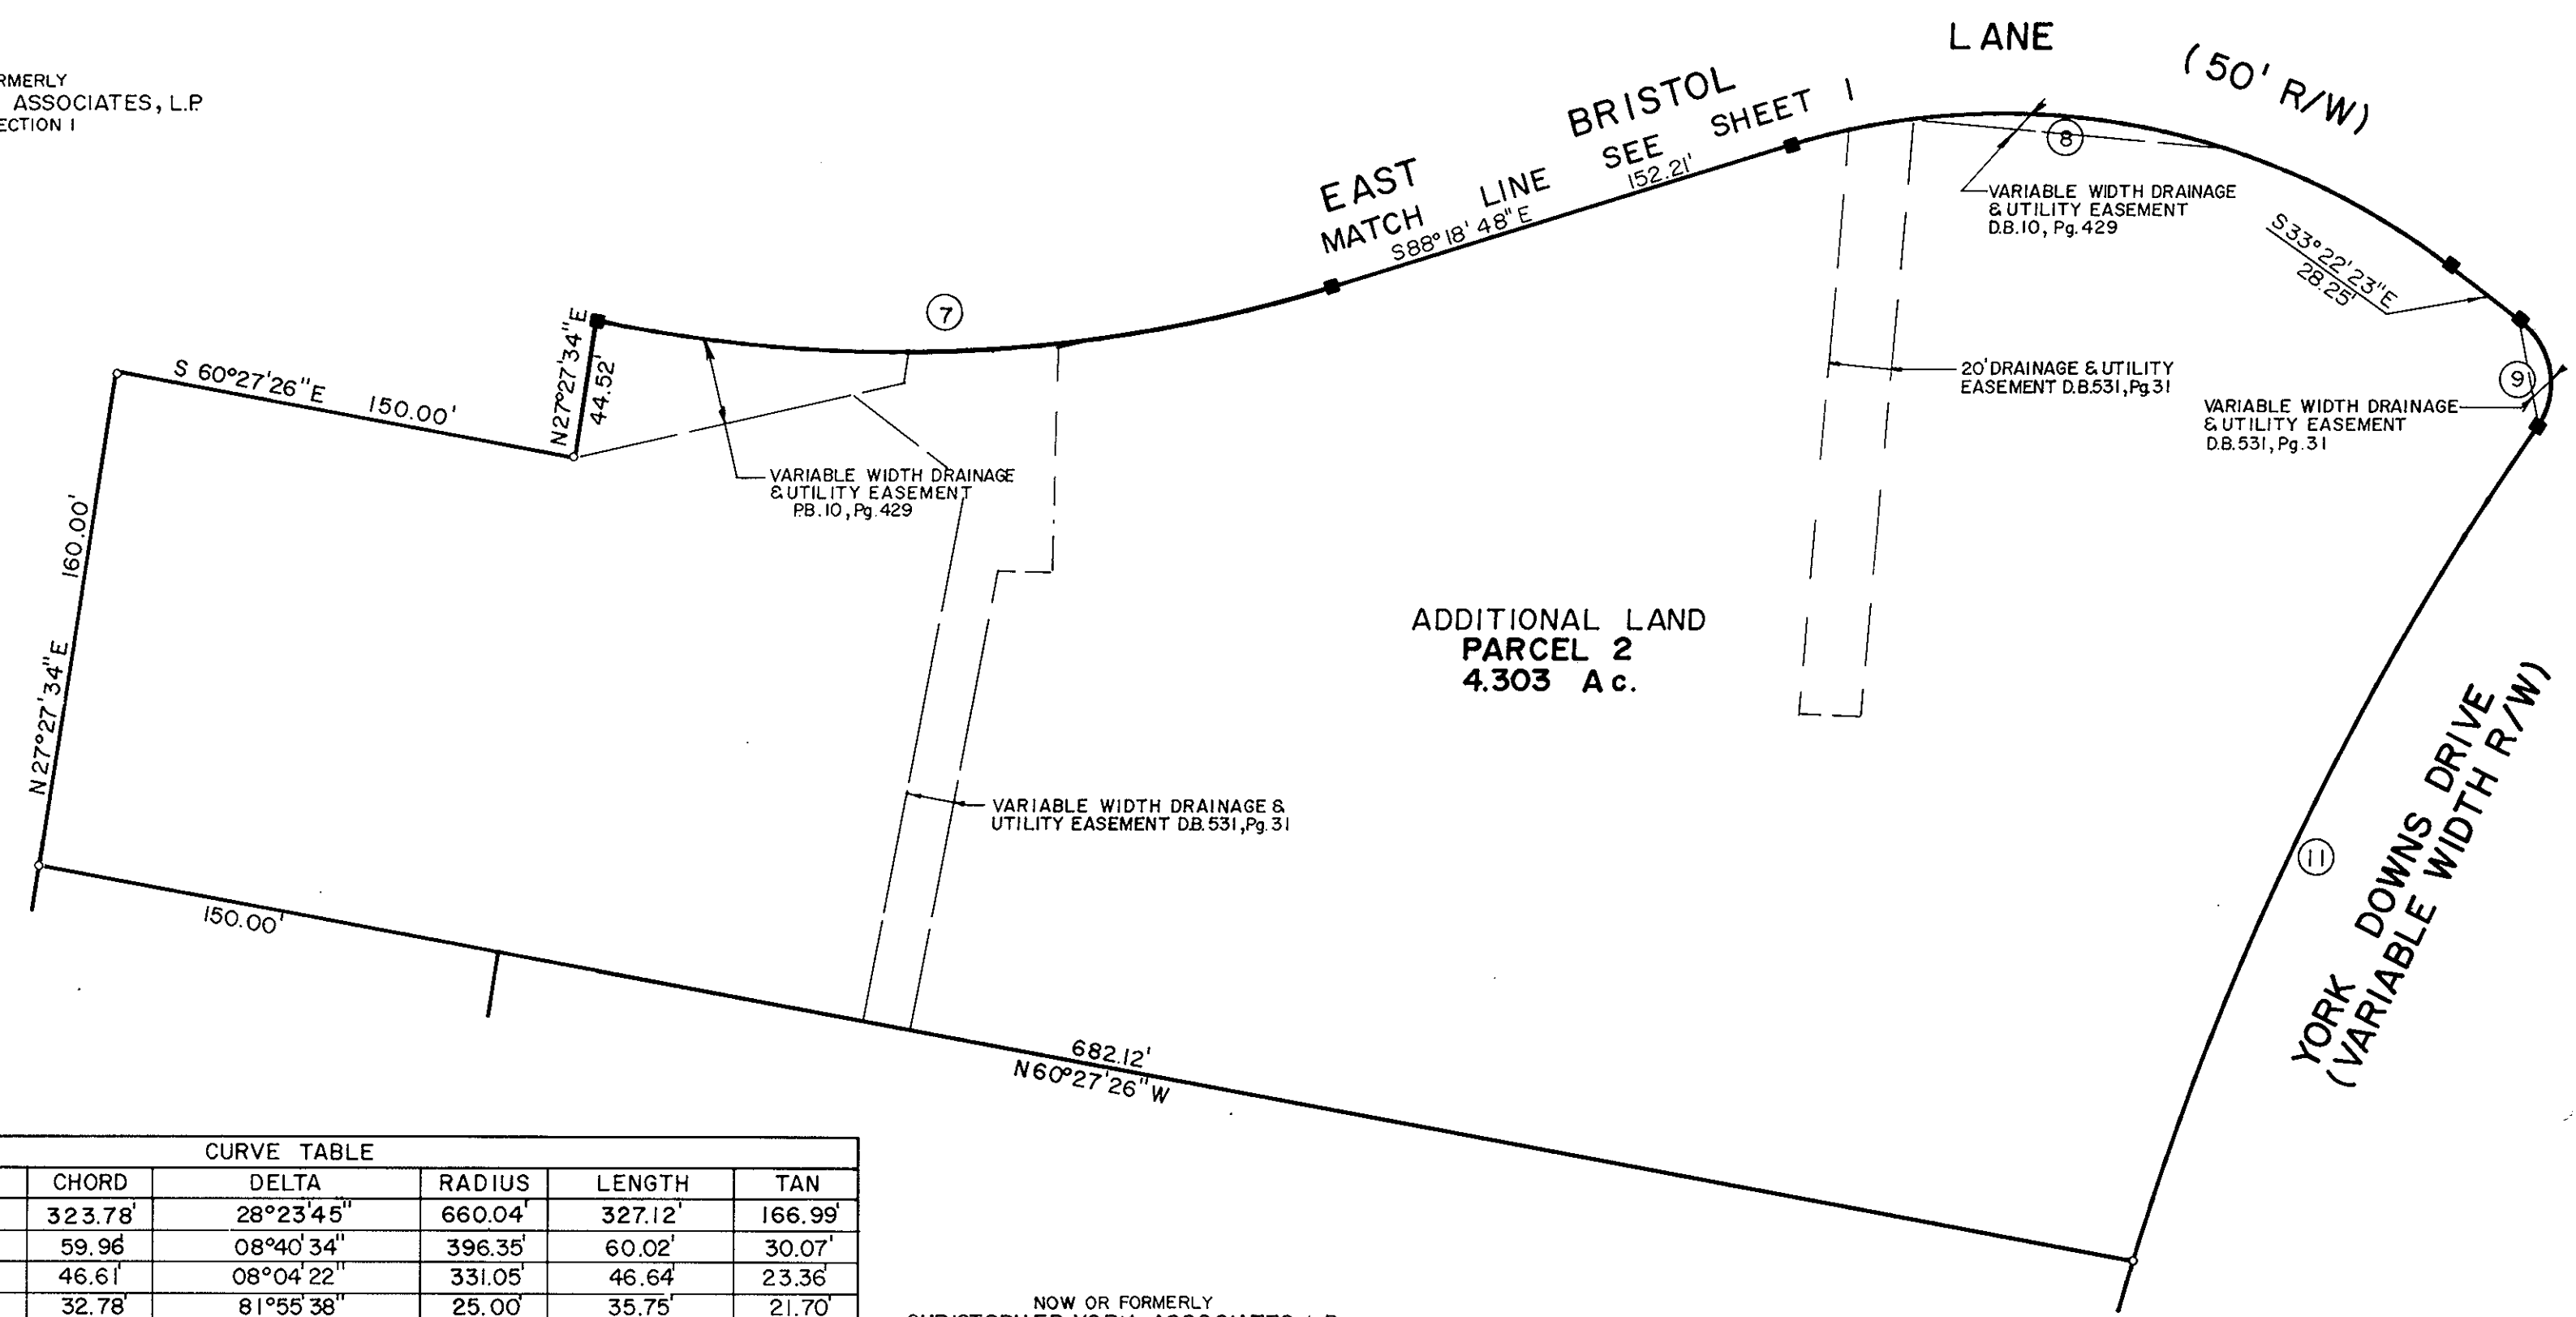 RMERLY
ASSOCIATES, L.P.
ECTION I
LANE
(50' R/W)
EAST BRISTOL
MATCH LINE SEE SHEET 1
S88°18'48"E 152.21'
7
8
VARIABLE WIDTH DRAINAGE
& UTILITY EASEMENT
D.B.10, Pg.429
S33°22'23"E
28.25'
9
VARIABLE WIDTH DRAINAGE
& UTILITY EASEMENT
D.B.531, Pg.31
20' DRAINAGE & UTILITY
EASEMENT D.B.531, Pg.31
S 60°27'26"E 150.00'
N27°27'34"E
44.52'
VARIABLE WIDTH DRAINAGE
& UTILITY EASEMENT
P.B.10, Pg.429
N27°27'34"E 160.00'
ADDITIONAL LAND
PARCEL 2
4.303 Ac.
VARIABLE WIDTH DRAINAGE &
UTILITY EASEMENT D.B.531, Pg.31
11
YORK DOWNS DRIVE
(VARIABLE WIDTH R/W)
150.00'
682.12'
N60°27'26"W
CURVE TABLE
CHORD DELTA RADIUS LENGTH TAN
323.78' 28°23'45" 660.04' 327.12' 166.99'
59.96' 08°40'34" 396.35' 60.02' 30.07'
46.61' 08°04'22" 331.05' 46.64' 23.36'
32.78' 81°55'38" 25.00' 35.75' 21.70'
NOW OR FORMERLY